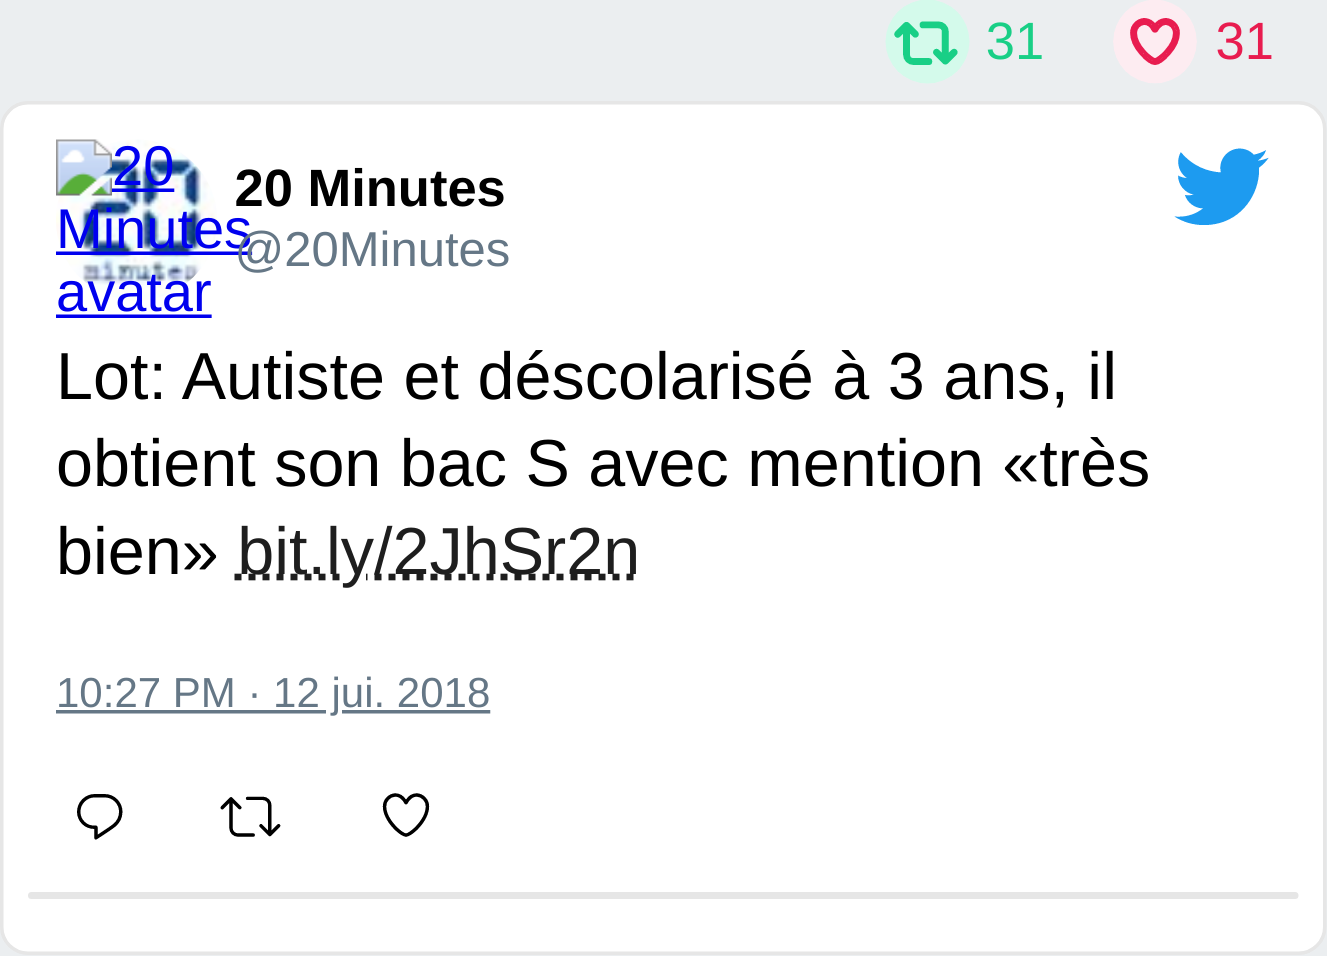 31 31
20
Minutes
avatar
minutes
20 Minutes
@20Minutes
Lot: Autiste et déscolarisé à 3 ans, il
obtient son bac S avec mention «très
bien» bit.ly/2JhSr2n
10:27 PM · 12 jui. 2018